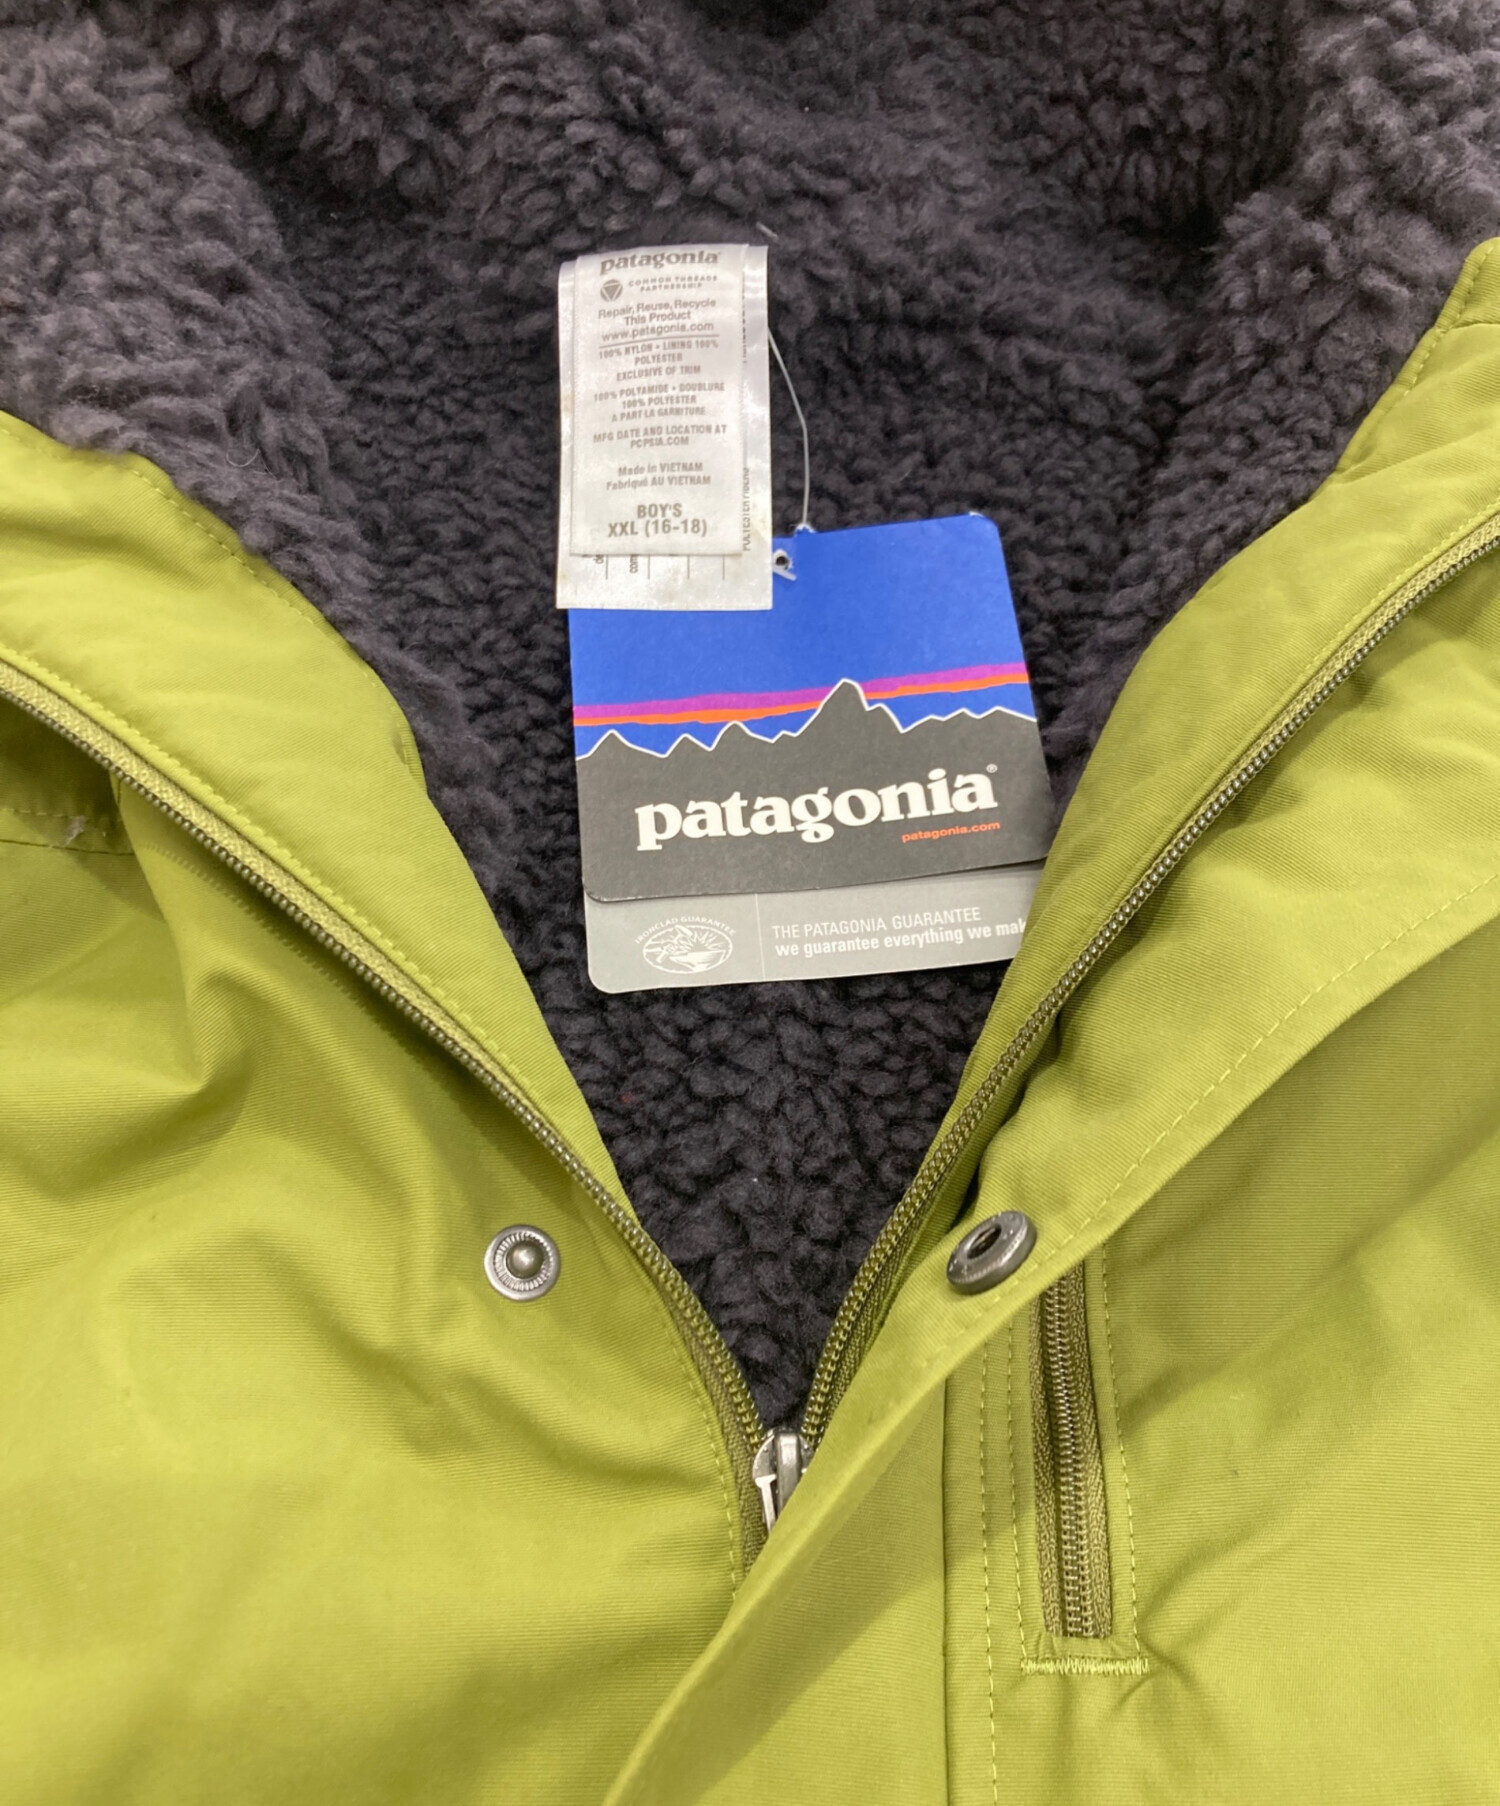 patagonia®
COMMON THREADS
PARTNERSHIP
Repair, Reuse, Recycle
This Product
www.patagonia.com
100% NYLON • LINING 100%
POLYESTER
EXCLUSIVE OF TRIM
100% POLYAMIDE • DOUBLURE
100% POLYESTER
A PART LA GARNITURE
MFG DATE AND LOCATION AT
PCPSIA.COM
Made in VIETNAM
Fabriqué AU VIETNAM
BOY'S
XXL (16-18)
patagonia®
patagonia.com
IRONCLAD GUARANTEE
THE PATAGONIA GUARANTEE
we guarantee everything we mak